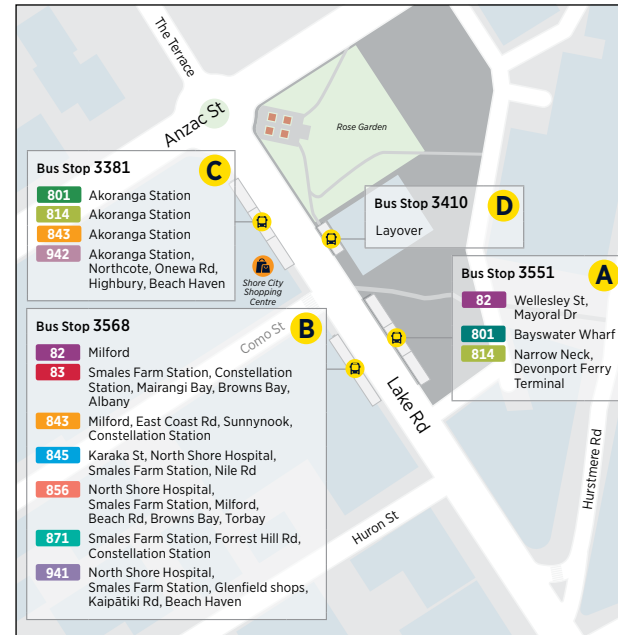 The Terrace
Anzac St
Rose Garden
Bus Stop 3381
C
801 Akoranga Station
814 Akoranga Station
843 Akoranga Station
942 Akoranga Station,
Northcote, Onewa Rd,
Highbury, Beach Haven
Bus Stop 3410
D
Layover
Shore City
Shopping
Centre
Bus Stop 3551
A
82 Wellesley St,
Mayoral Dr
801 Bayswater Wharf
814 Narrow Neck,
Devonport Ferry
Terminal
Como St
Bus Stop 3568
B
82 Milford
83 Smales Farm Station, Constellation
Station, Mairangi Bay, Browns Bay,
Albany
843 Milford, East Coast Rd, Sunnynook,
Constellation Station
845 Karaka St, North Shore Hospital,
Smales Farm Station, Nile Rd
856 North Shore Hospital,
Smales Farm Station, Milford,
Beach Rd, Browns Bay, Torbay
871 Smales Farm Station, Forrest Hill Rd,
Constellation Station
941 North Shore Hospital,
Smales Farm Station, Glenfield shops,
Kaipātiki Rd, Beach Haven
Lake Rd
Huron St
Hurstmere Rd